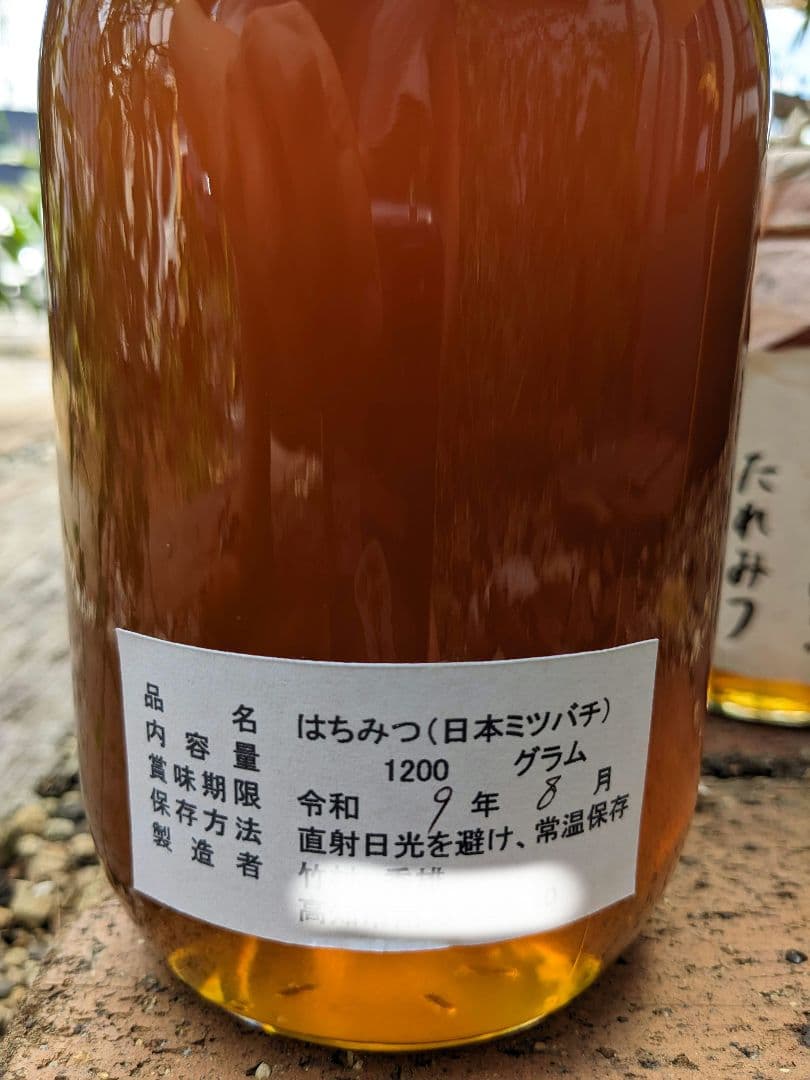 品名 はちみつ(日本ミツバチ)
内容量 1200 グラム
賞味期限 令和 9 年 8 月
保存方法 直射日光を避け、常温保存
製造者
たれみつ